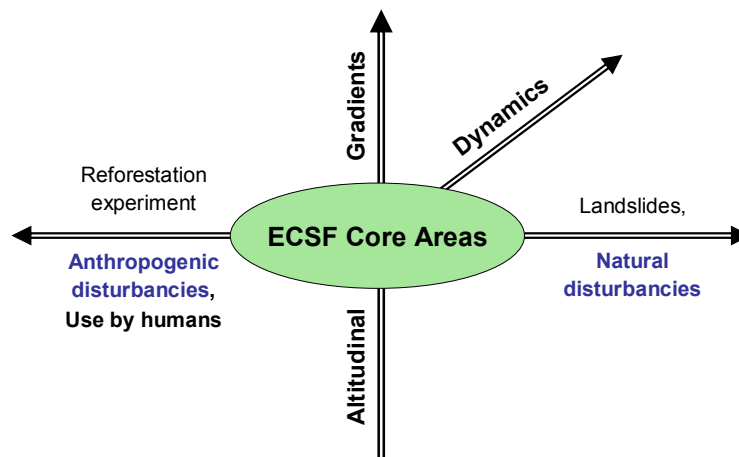 Gradients
Dynamics
Reforestation
experiment
Landslides,
ECSF Core Areas
Anthropogenic
disturbancies,
Use by humans
Natural
disturbancies
Altitudinal